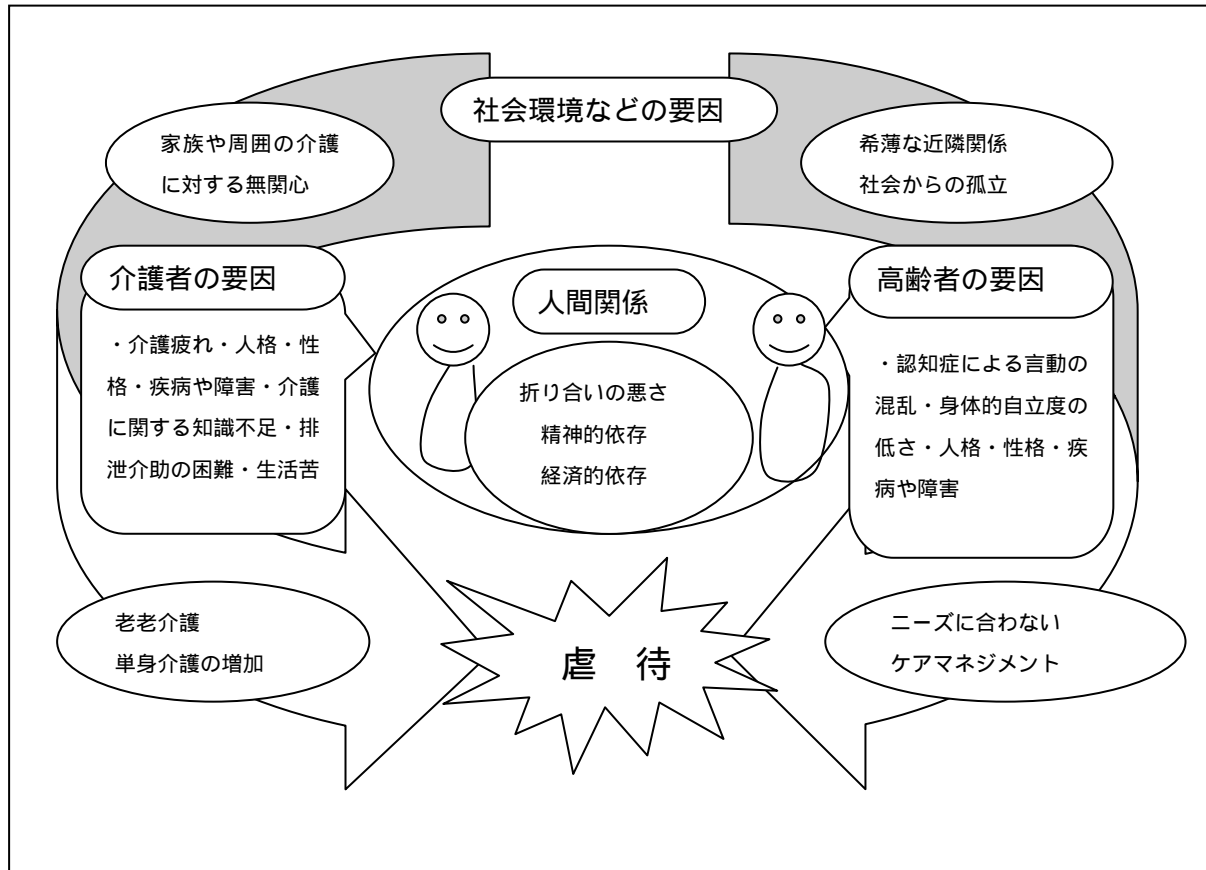 社会環境などの要因
家族や周囲の介護
に対する無関心
希薄な近隣関係
社会からの孤立
介護者の要因
・介護疲れ・人格・性
格・疾病や障害・介護
に関する知識不足・排
泄介助の困難・生活苦
人間関係
折り合いの悪さ
精神的依存
経済的依存
高齢者の要因
・認知症による言動の
混乱・身体的自立度の
低さ・人格・性格・疾
病や障害
老老介護
単身介護の増加
虐　待
ニーズに合わない
ケアマネジメント